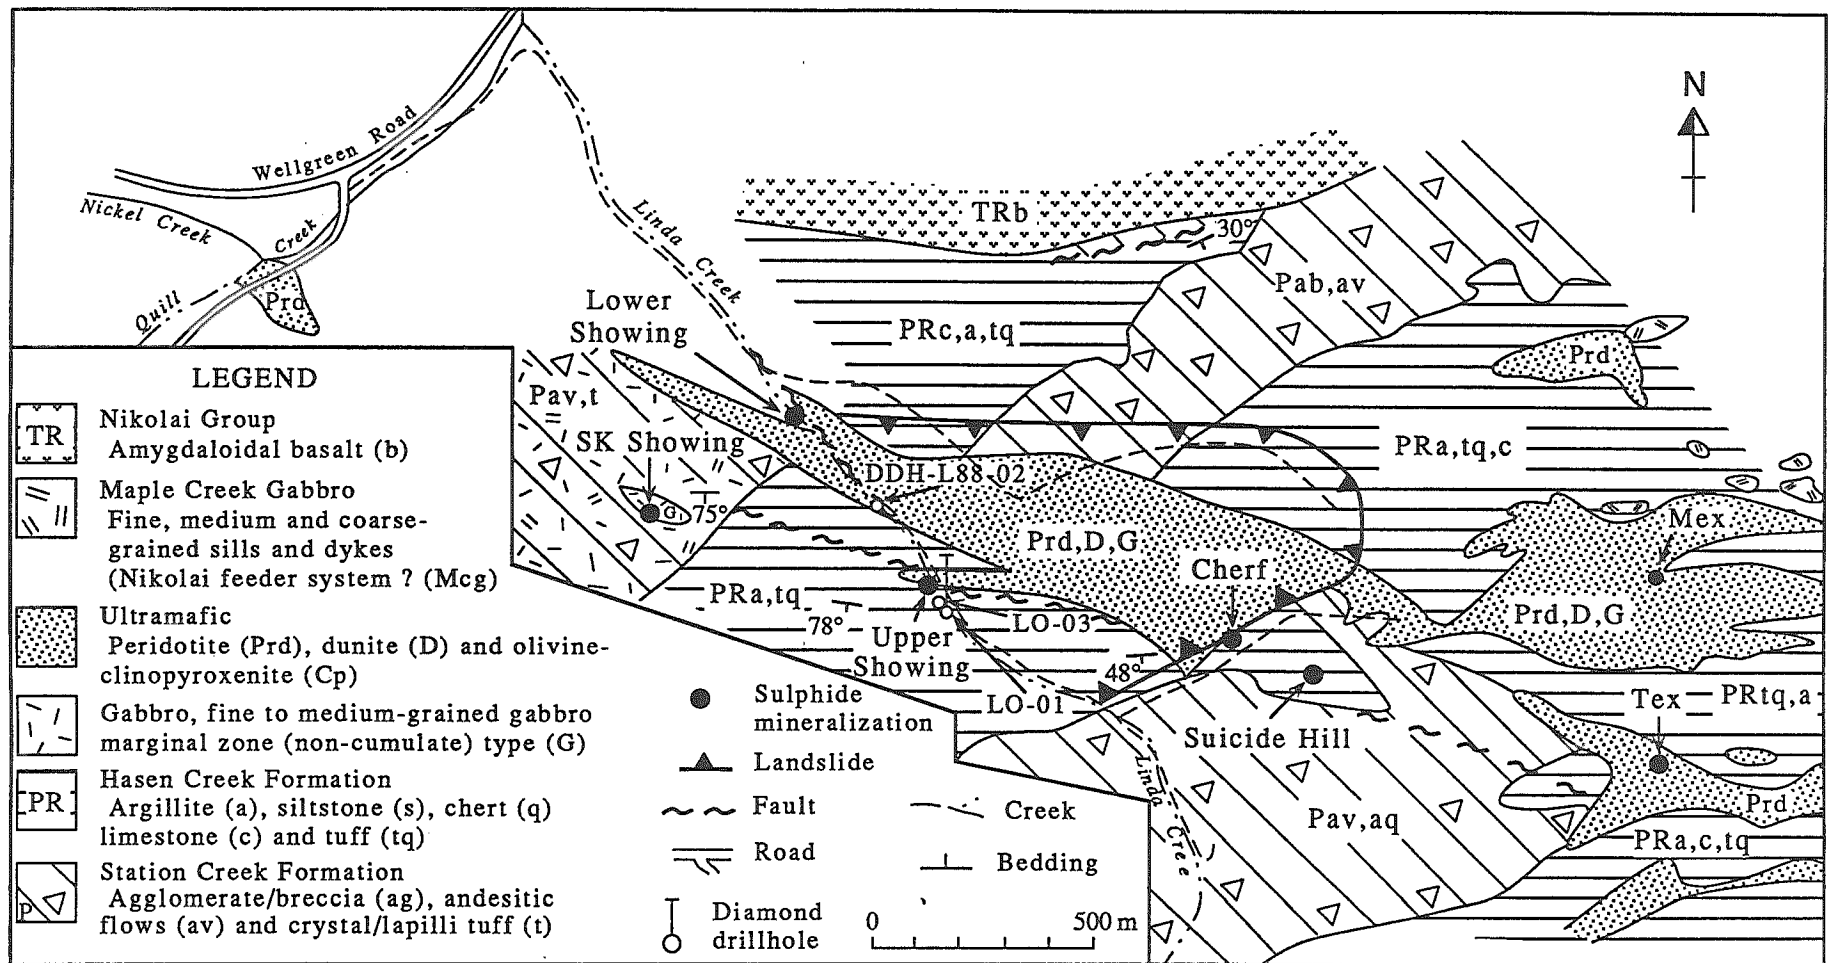 N
Wellgreen Road
Nickel Creek
Creek
Quill
Prd
Linda Creek
TRb
30°
Pab,av
Lower
Showing
PRc,a,tq
Prd
Pav,t
SK Showing
PRa,tq,c
DDH-L88-02
G
75°
Mex
Prd,D,G
Cherf
Prd,D,G
PRa,tq
78°
LO-03
Upper
Showing
48°
LO-01
Suicide Hill
Tex
PRtq,a
Linda Cree
Pav,aq
Prd
PRa,c,tq
LEGEND
TR
Nikolai Group
Amygdaloidal basalt (b)
Maple Creek Gabbro
Fine, medium and coarse-
grained sills and dykes
(Nikolai feeder system ? (Mcg)
Ultramafic
Peridotite (Prd), dunite (D) and olivine-
clinopyroxenite (Cp)
Gabbro, fine to medium-grained gabbro
marginal zone (non-cumulate) type (G)
PR
Hasen Creek Formation
Argillite (a), siltstone (s), chert (q)
limestone (c) and tuff (tq)
P
Station Creek Formation
Agglomerate/breccia (ag), andesitic
flows (av) and crystal/lapilli tuff (t)
Sulphide
mineralization
Landslide
Fault
Road
Diamond
drillhole
Creek
Bedding
0 500 m